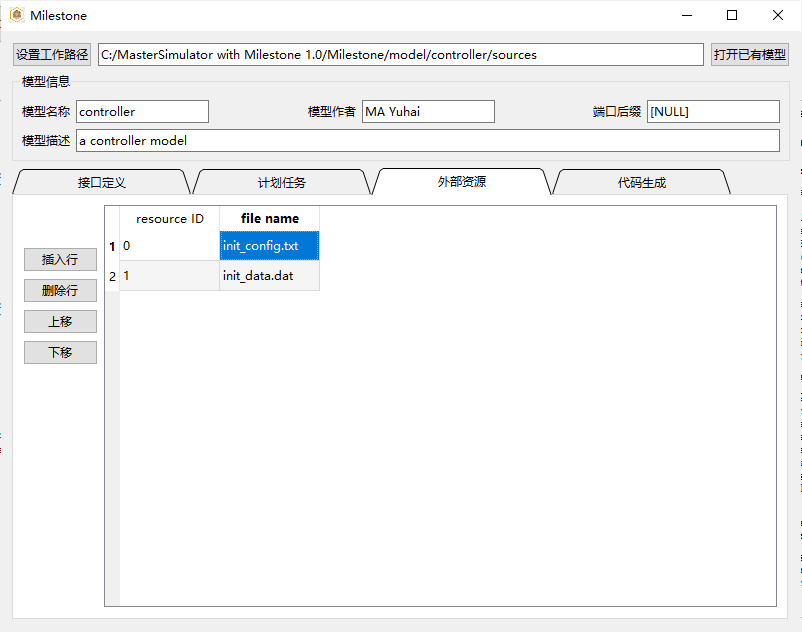 Milestone
设置工作路径 C:/MasterSimulator with Milestone 1.0/Milestone/model/controller/sources 打开已有模型
模型信息
模型名称 controller 模型作者 MA Yuhai 端口后缀 [NULL]
模型描述 a controller model
接口定义 计划任务 外部资源 代码生成
resource ID file name
1 0 init_config.txt
2 1 init_data.dat
插入行
删除行
上移
下移